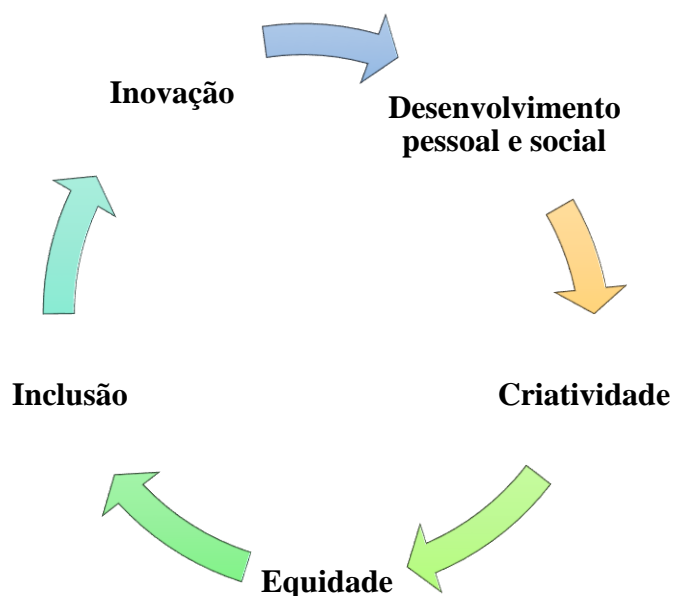 Inovação
Desenvolvimento
pessoal e social
Criatividade
Equidade
Inclusão